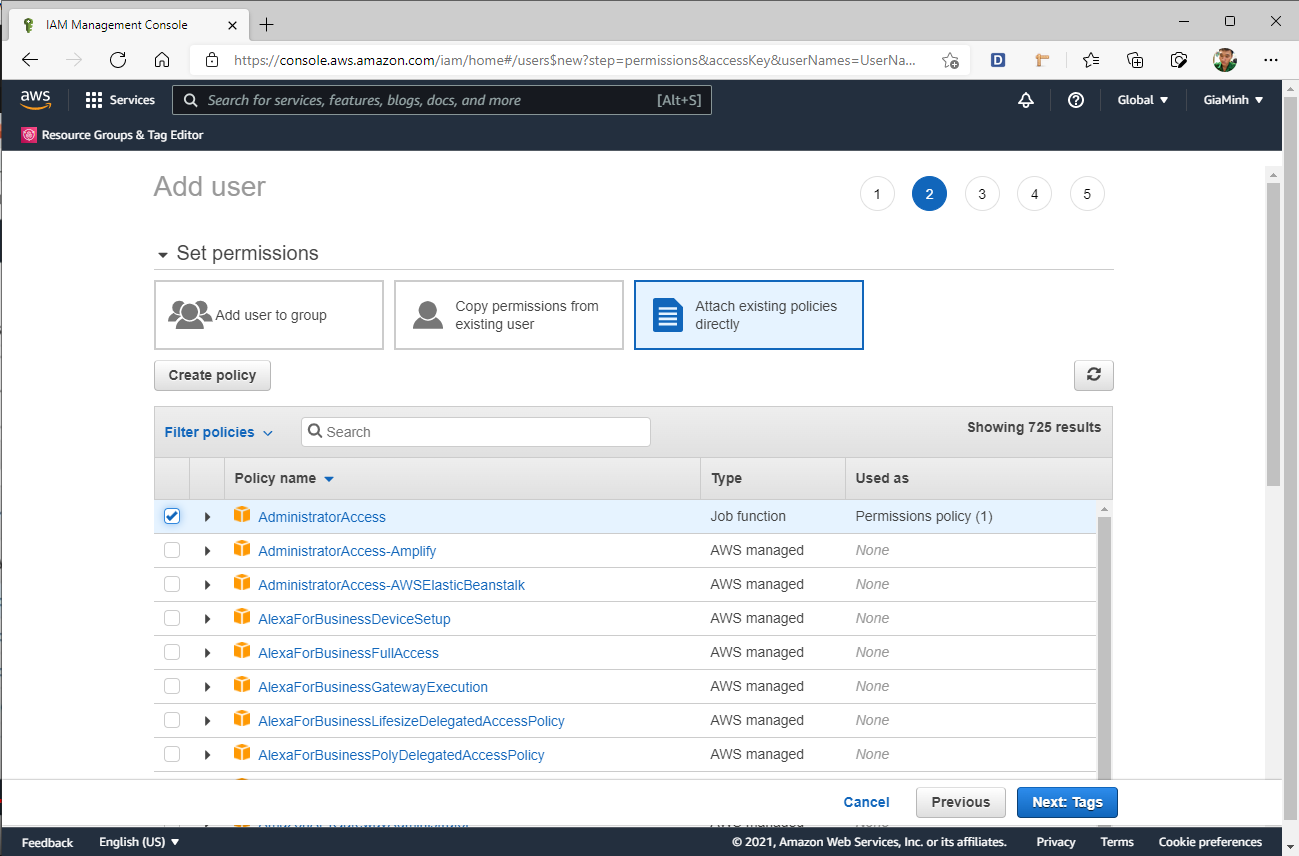 IAM Management Console
https://console.aws.amazon.com/iam/home#/users$new?step=permissions&accessKey&userNames=UserNa...
D
aws
Services
Search for services, features, blogs, docs, and more [Alt+S]
Global
GiaMinh
Resource Groups & Tag Editor
Add user
1 2 3 4 5
Set permissions
Add user to group
Copy permissions from
existing user
Attach existing policies
directly
Create policy
Filter policies
Search
Showing 725 results
Policy name Type Used as
AdministratorAccess Job function Permissions policy (1)
AdministratorAccess-Amplify AWS managed None
AdministratorAccess-AWSElasticBeanstalk AWS managed None
AlexaForBusinessDeviceSetup AWS managed None
AlexaForBusinessFullAccess AWS managed None
AlexaForBusinessGatewayExecution AWS managed None
AlexaForBusinessLifesizeDelegatedAccessPolicy AWS managed None
AlexaForBusinessPolyDelegatedAccessPolicy AWS managed None
Cancel Previous Next: Tags
Feedback English (US) © 2021, Amazon Web Services, Inc. or its affiliates. Privacy Terms Cookie preferences